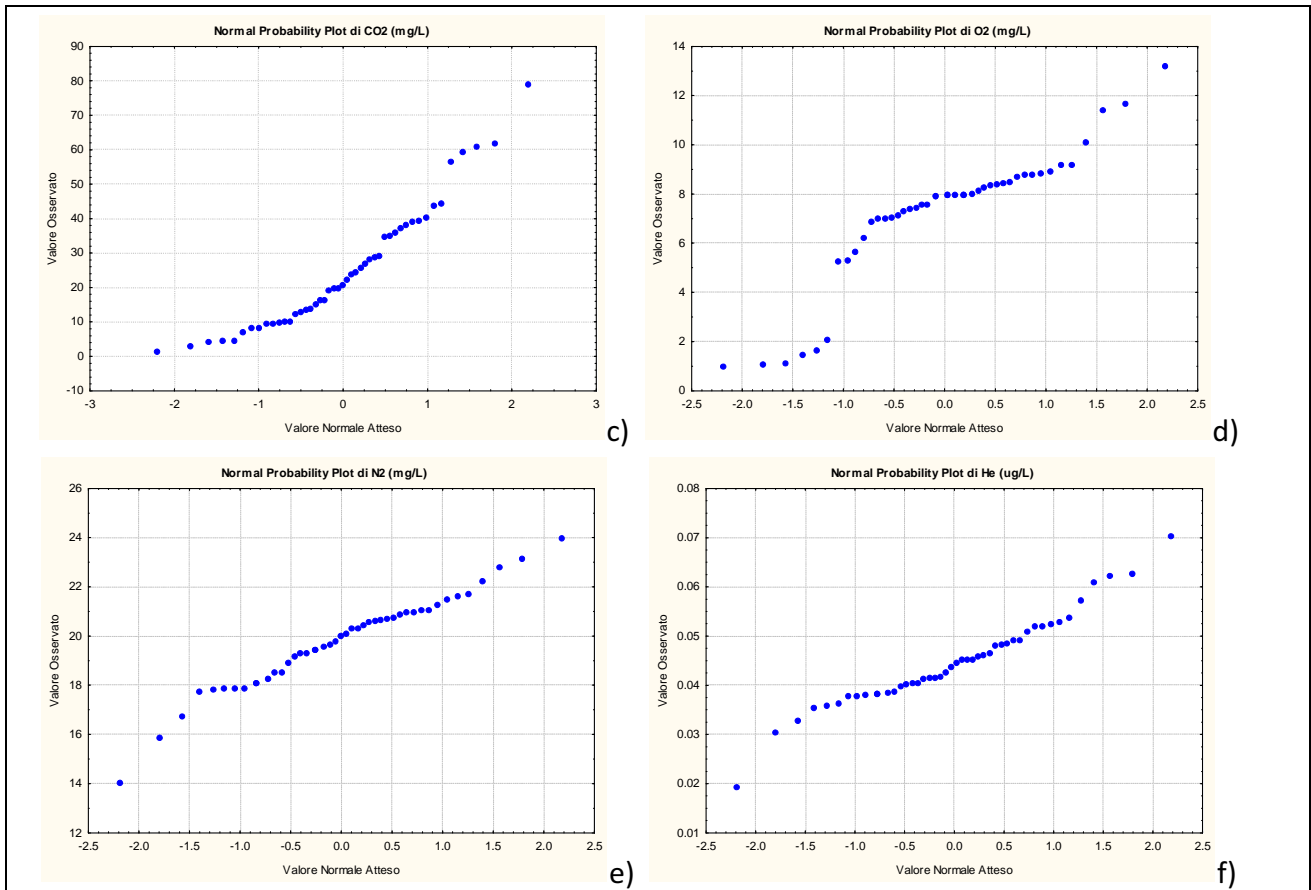 Normal Probability Plot di CO2 (mg/L)
90
80
70
60
50
40
30
20
10
0
-10
-3 -2 -1 0 1 2 3
Valore Osservato
Valore Normale Atteso
c)
Normal Probability Plot di O2 (mg/L)
14
12
10
8
6
4
2
0
-2.5 -2.0 -1.5 -1.0 -0.5 0.0 0.5 1.0 1.5 2.0 2.5
Valore Osservato
Valore Normale Atteso
d)
Normal Probability Plot di N2 (mg/L)
26
24
22
20
18
16
14
12
-2.5 -2.0 -1.5 -1.0 -0.5 0.0 0.5 1.0 1.5 2.0 2.5
Valore Osservato
Valore Normale Atteso
e)
Normal Probability Plot di He (ug/L)
0.08
0.07
0.06
0.05
0.04
0.03
0.02
0.01
-2.5 -2.0 -1.5 -1.0 -0.5 0.0 0.5 1.0 1.5 2.0 2.5
Valore Osservato
Valore Normale Atteso
f)